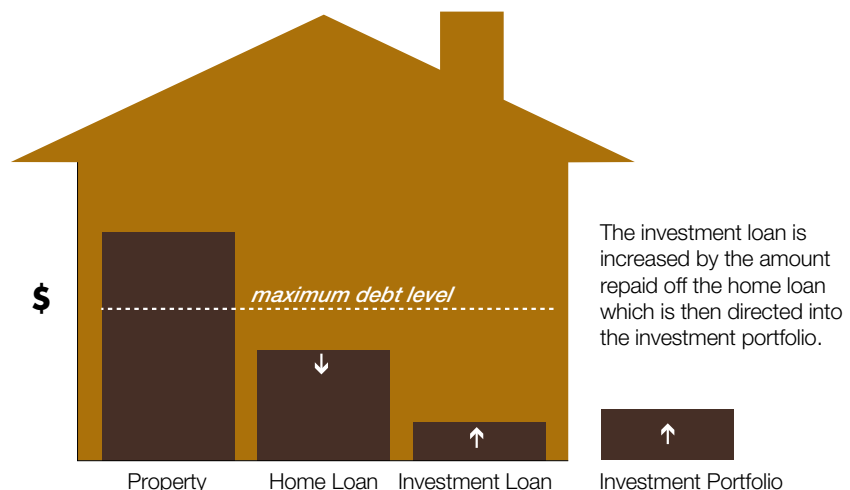 The investment loan is
increased by the amount
repaid off the home loan
which is then directed into
the investment portfolio.
$
maximum debt level
Property
Home Loan
Investment Loan
Investment Portfolio